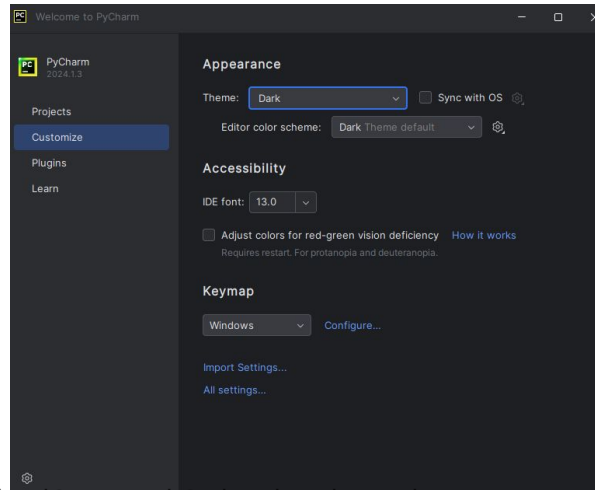 Welcome to PyCharm
PyCharm
2024.1.3
Projects
Customize
Plugins
Learn
Appearance
Theme: Dark Sync with OS
Editor color scheme: Dark Theme default
Accessibility
IDE font: 13.0
Adjust colors for red-green vision deficiency How it works
Requires restart. For protanopia and deuteranopia.
Keymap
Windows Configure...
Import Settings...
All settings...